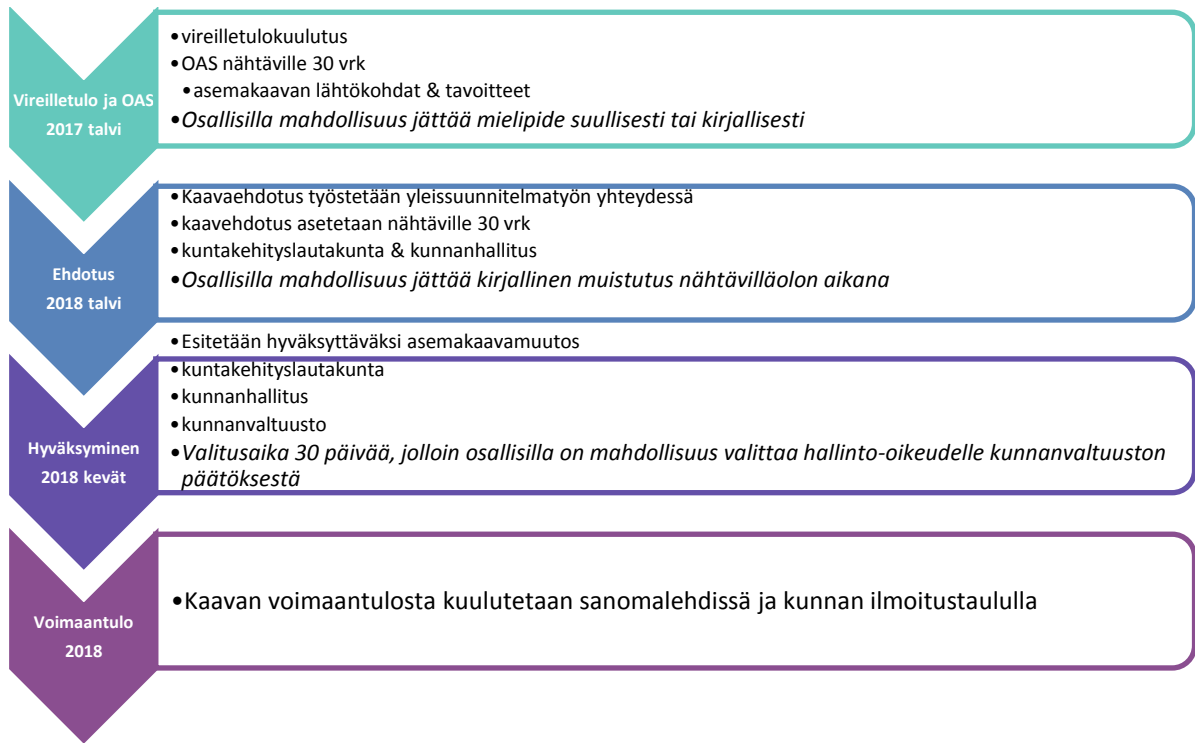 Vireilletulo ja OAS
2017 talvi
•vireilletulokuulutus
•OAS nähtäville 30 vrk
•asemakaavan lähtökohdat & tavoitteet
•Osallisilla mahdollisuus jättää mielipide suullisesti tai kirjallisesti
Ehdotus
2018 talvi
•Kaavaehdotus työstetään yleissuunnitelmatyön yhteydessä
•kaavehdotus asetetaan nähtäville 30 vrk
•kuntakehityslautakunta & kunnanhallitus
•Osallisilla mahdollisuus jättää kirjallinen muistutus nähtävilläolon aikana
Hyväksyminen
2018 kevät
•Esitetään hyväksyttäväksi asemakaavamuutos
•kuntakehityslautakunta
•kunnanhallitus
•kunnanvaltuusto
•Valitusaika 30 päivää, jolloin osallisilla on mahdollisuus valittaa hallinto-oikeudelle kunnanvaltuuston
päätöksestä
Voimaantulo
2018
•Kaavan voimaantulosta kuulutetaan sanomalehdissä ja kunnan ilmoitustaululla